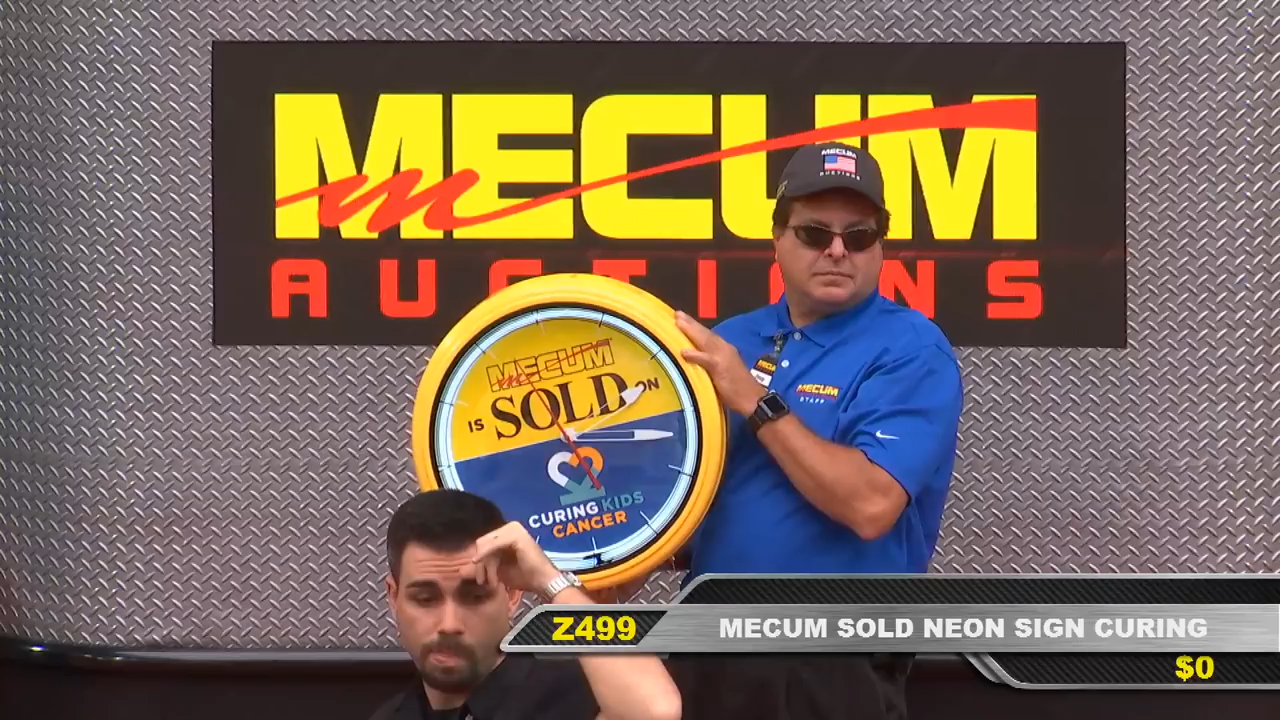 MECUM
AUCTIONS
MECUM
AUCTIONS
MECUM
IS SOLD ON
CURING KIDS
CANCER
MECUM
STAFF
Z499
MECUM SOLD NEON SIGN CURING
$0